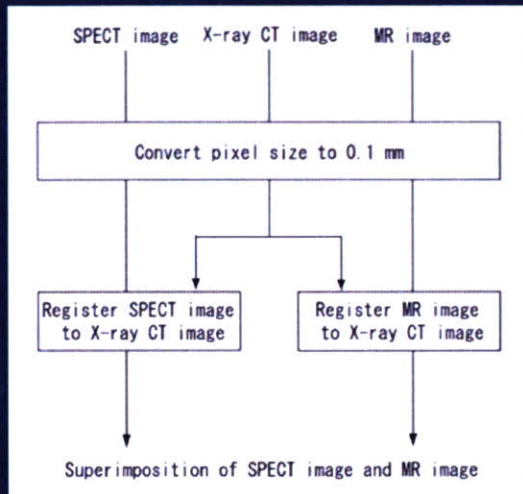 SPECT image X-ray CT image MR image
Convert pixel size to 0.1 mm
Register SPECT image
to X-ray CT image
Register MR image
to X-ray CT image
Superimposition of SPECT image and MR image